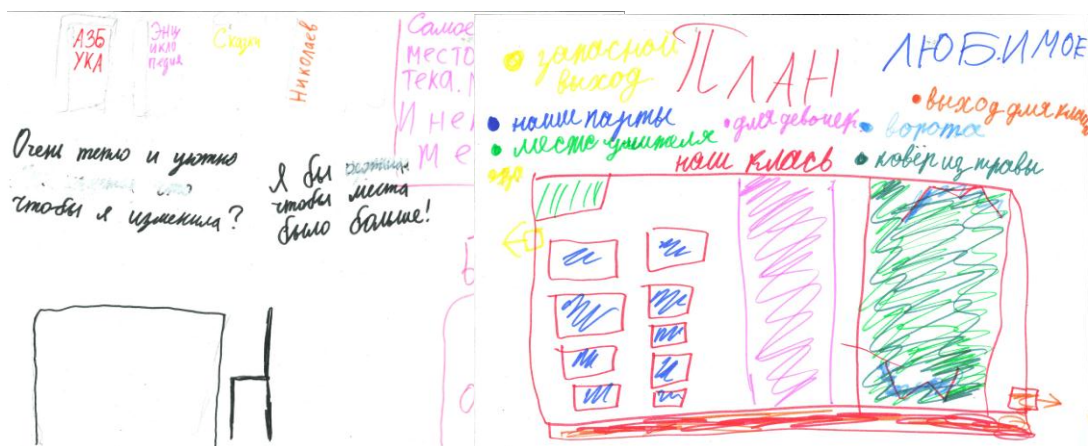 АЗБ
УКА
Энц
икло
педия
Сказки
Николаев
Самое
место
тека.
И не
ме
Очень тепло и уютно
чтобы я изменила?
Я бы
чтобы места
было больше!
запасной
выход
ПЛАН
ЛЮБИМОЕ
наши парты
для девочек
выход для
место учителя
ворота
наш клась
ковёр из травы